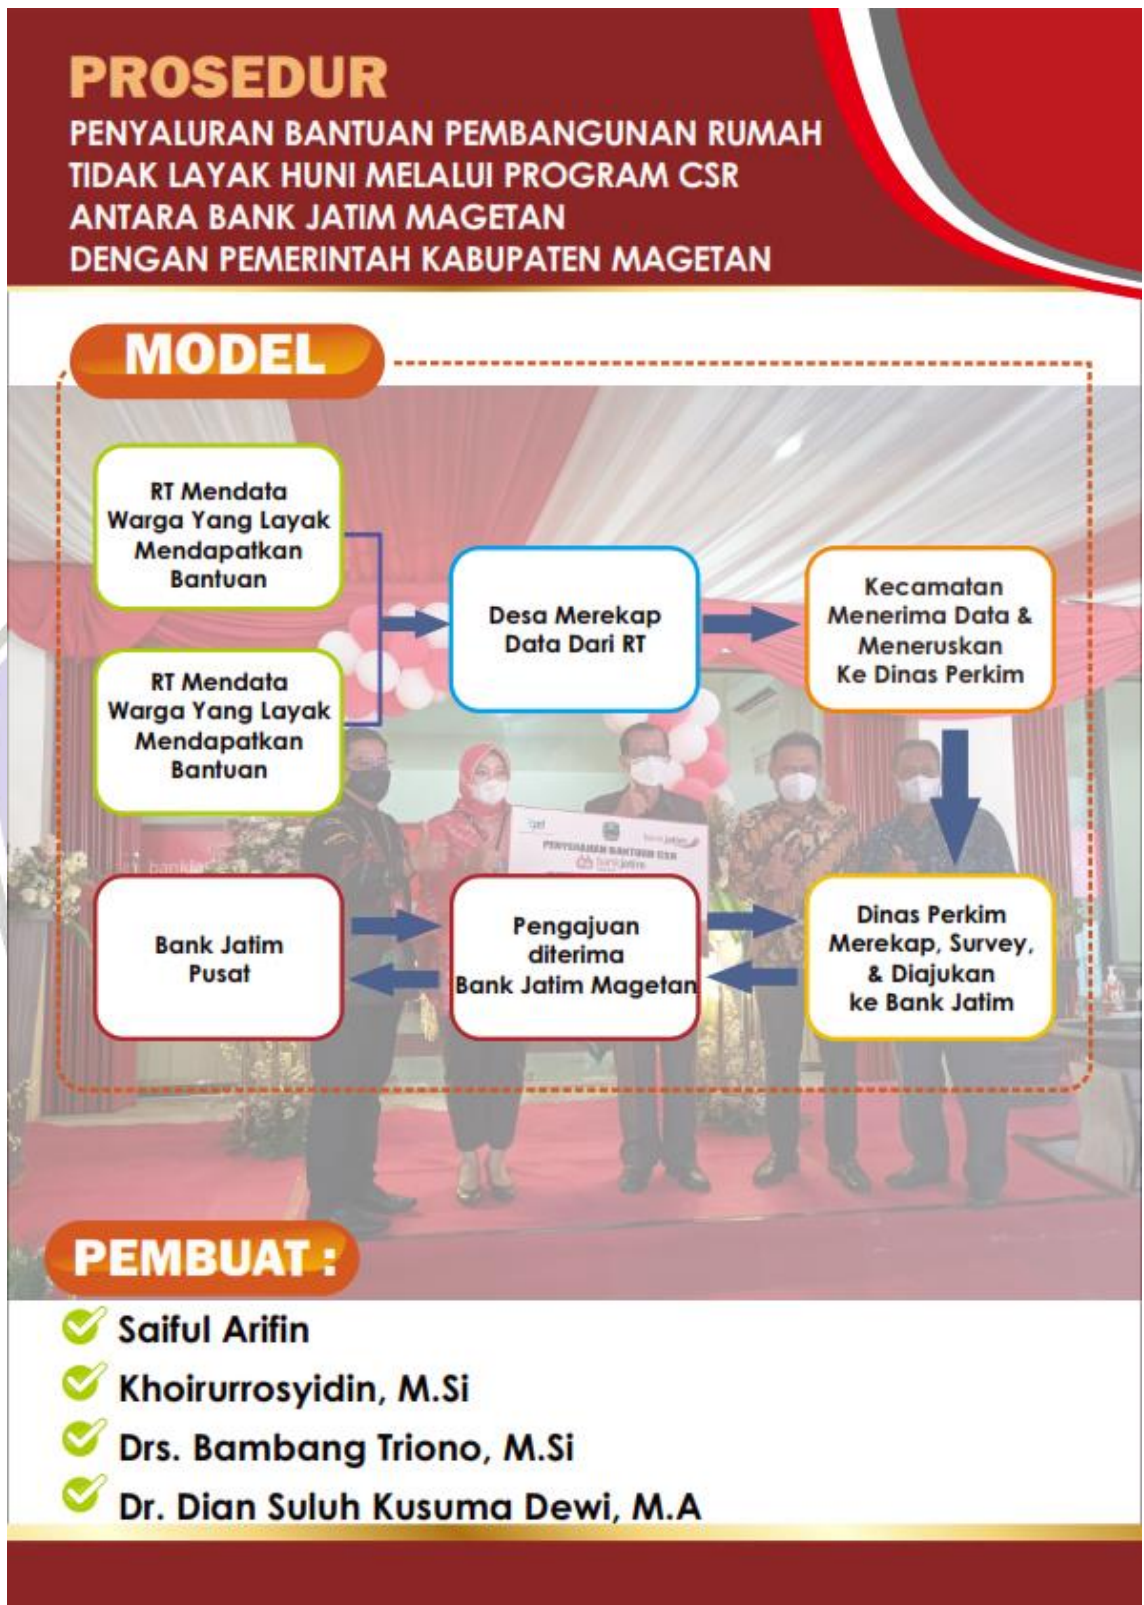 PROSEDUR
PENYALURAN BANTUAN PEMBANGUNAN RUMAH
TIDAK LAYAK HUNI MELALUI PROGRAM CSR
ANTARA BANK JATIM MAGETAN
DENGAN PEMERINTAH KABUPATEN MAGETAN
MODEL
RT Mendata
Warga Yang Layak
Mendapatkan
Bantuan
RT Mendata
Warga Yang Layak
Mendapatkan
Bantuan
Desa Merekap
Data Dari RT
Kecamatan
Menerima Data &
Meneruskan
Ke Dinas Perkim
PENYERAHAN BANTUAN CSR
bankjatim
Bank Jatim
Pusat
Pengajuan
diterima
Bank Jatim Magetan
Dinas Perkim
Merekap, Survey,
& Diajukan
ke Bank Jatim
PEMBUAT :
Saiful Arifin
Khoirurrosyidin, M.Si
Drs. Bambang Triono, M.Si
Dr. Dian Suluh Kusuma Dewi, M.A